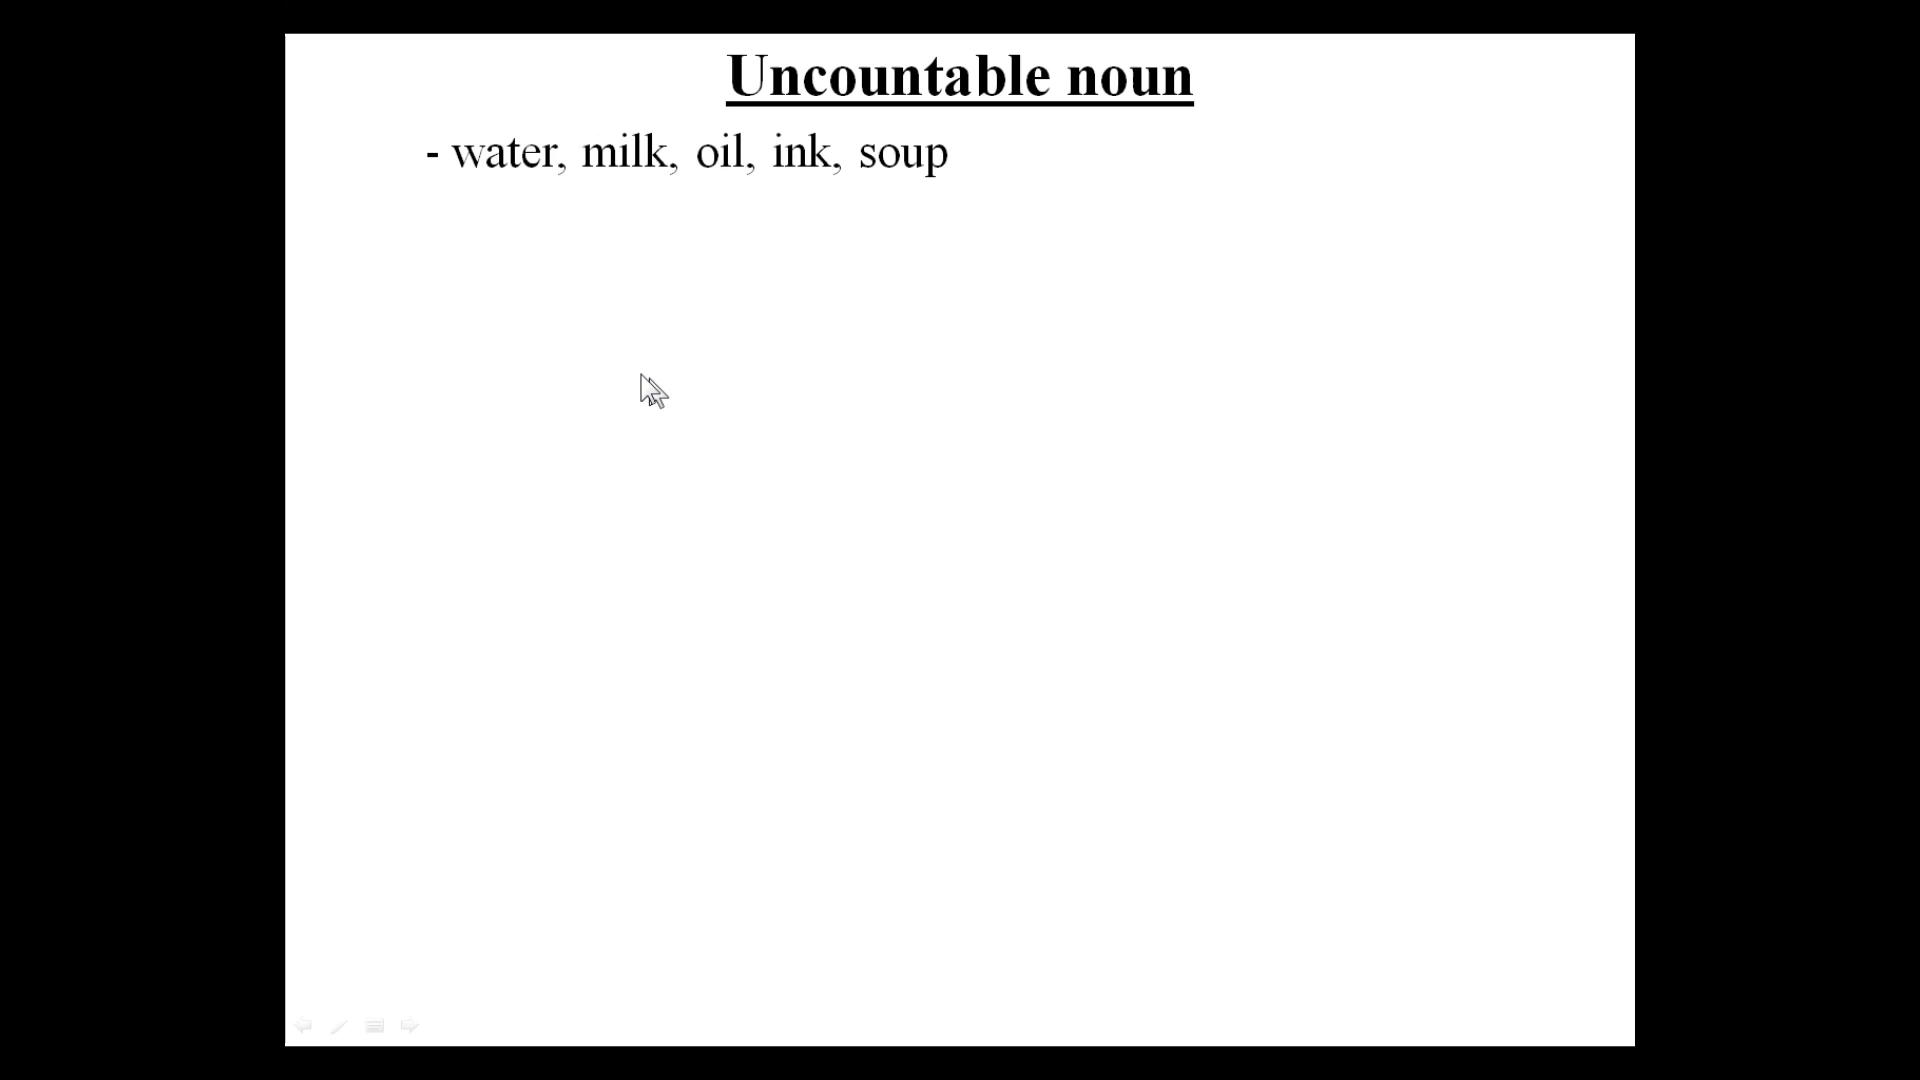 Uncountable noun
- water, milk, oil, ink, soup